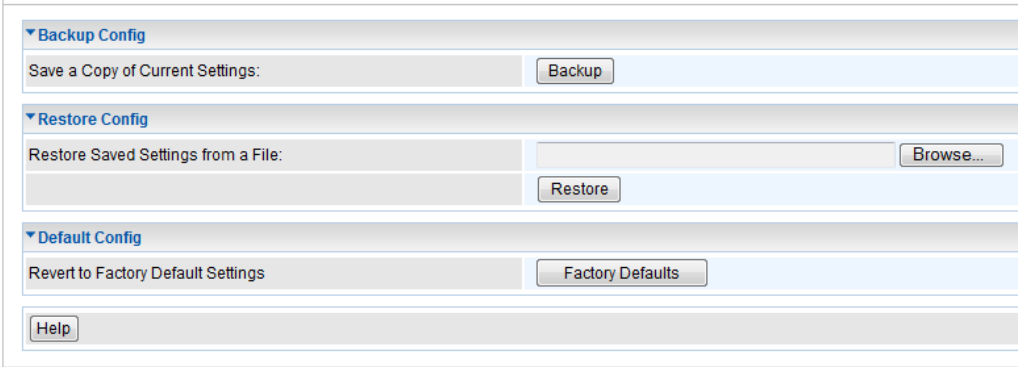 Backup Config
Save a Copy of Current Settings: Backup
Restore Config
Restore Saved Settings from a File: Browse...
Restore
Default Config
Revert to Factory Default Settings Factory Defaults
Help